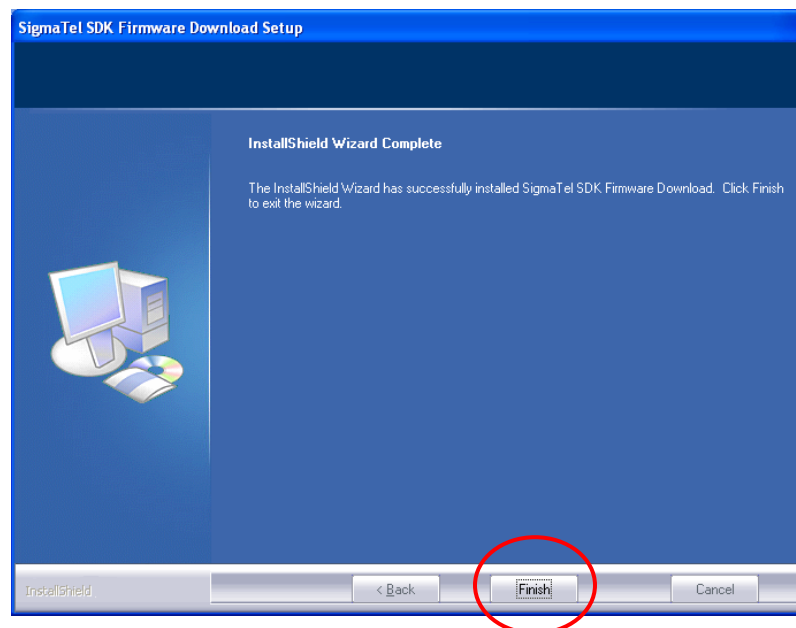 SigmaTel SDK Firmware Download Setup
InstallShield Wizard Complete
The InstallShield Wizard has successfully installed SigmaTel SDK Firmware Download. Click Finish
to exit the wizard.
InstallShield
< Back
Finish
Cancel